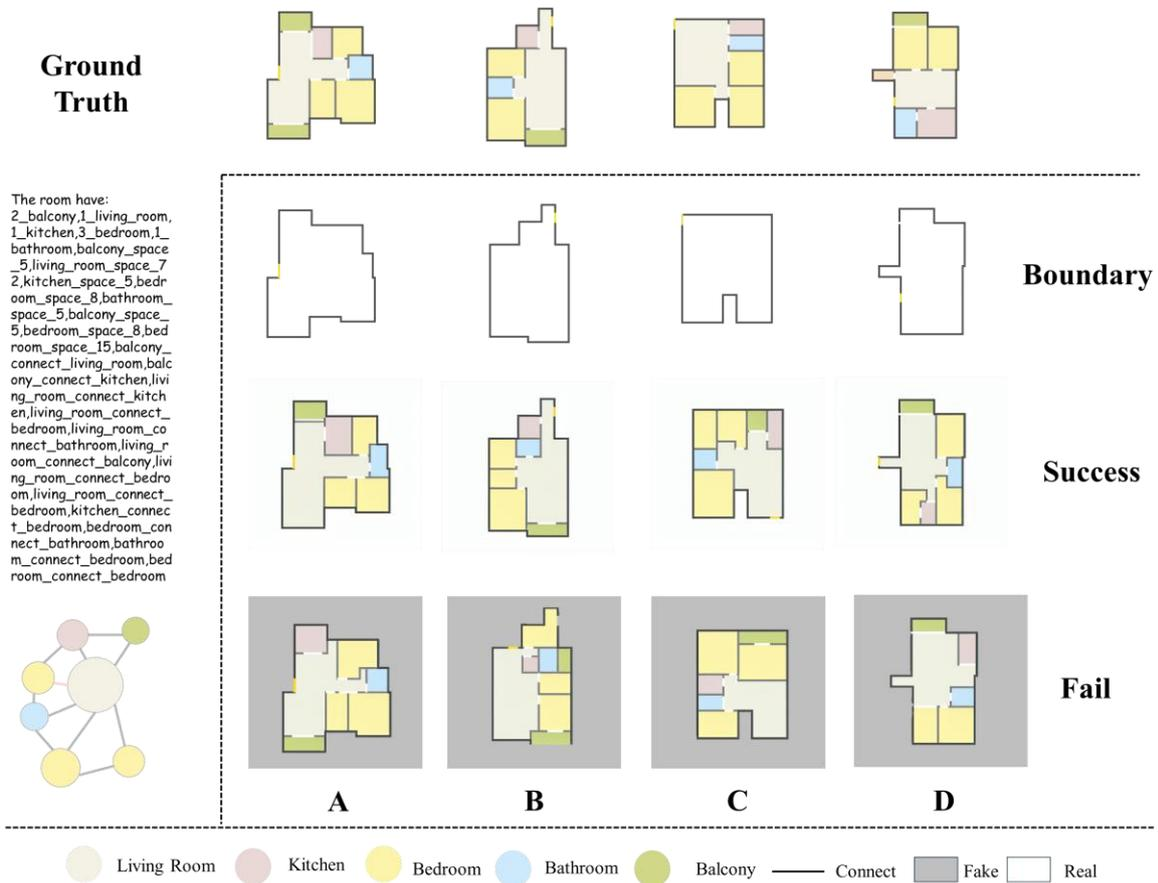 Ground
Truth
The room have:
2_balcony,1_living_room,
1_kitchen,3_bedroom,1_
bathroom,balcony_space
_5,living_room_space_7
2,kitchen_space_5,bedr
oom_space_8,bathroom_
space_5,balcony_space_
5,bedroom_space_8,bed
room_space_15,balcony_
connect_living_room,balc
ony_connect_kitchen,livi
ng_room_connect_kitch
en,living_room_connect_
bedroom,living_room_co
nnect_bathroom,living_r
oom_connect_balcony,livi
ng_room_connect_bedro
om,living_room_connect_
bedroom,kitchen_connec
t_bedroom,bedroom_con
nect_bathroom,bathroo
m_connect_bedroom,bed
room_connect_bedroom
Boundary
Success
Fail
A B C D
Living Room Kitchen Bedroom Bathroom Balcony Connect Fake Real